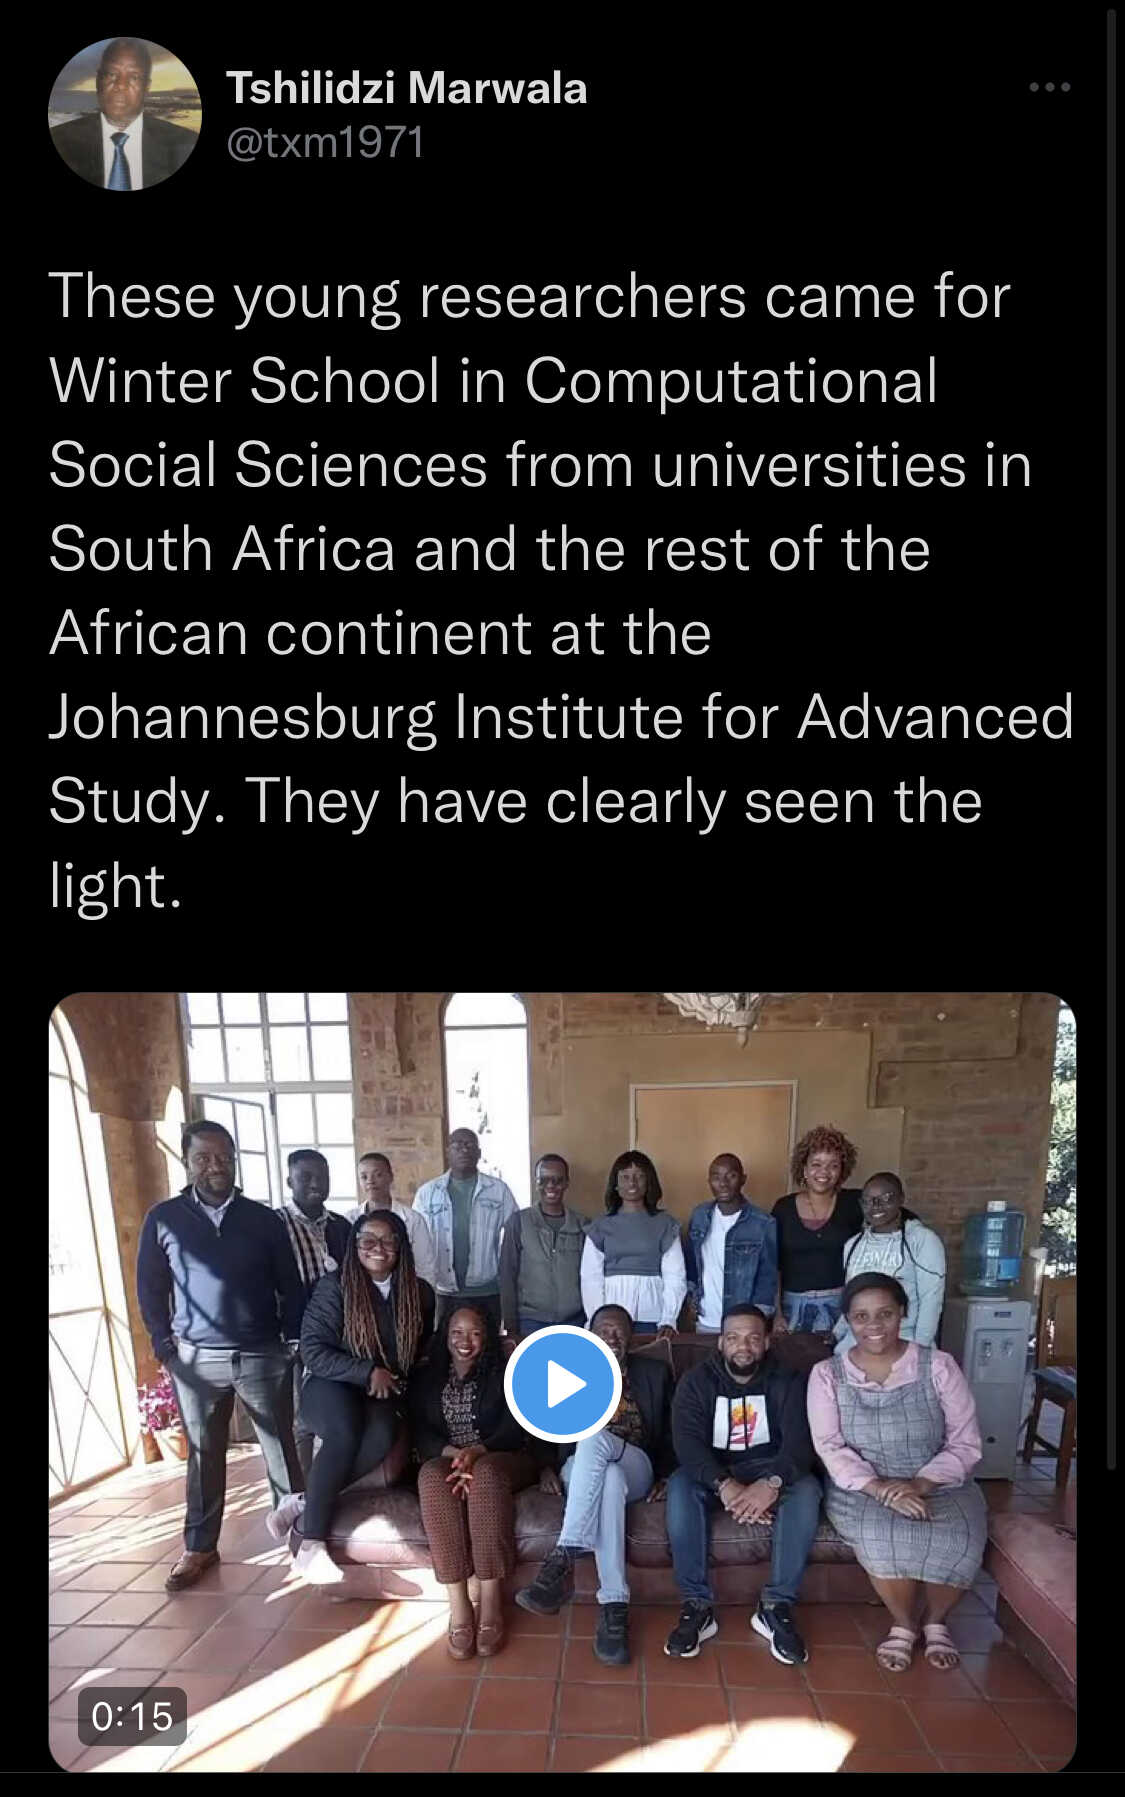 Tshilidzi Marwala
@txm1971
These young researchers came for
Winter School in Computational
Social Sciences from universities in
South Africa and the rest of the
African continent at the
Johannesburg Institute for Advanced
Study. They have clearly seen the
light.
0:15